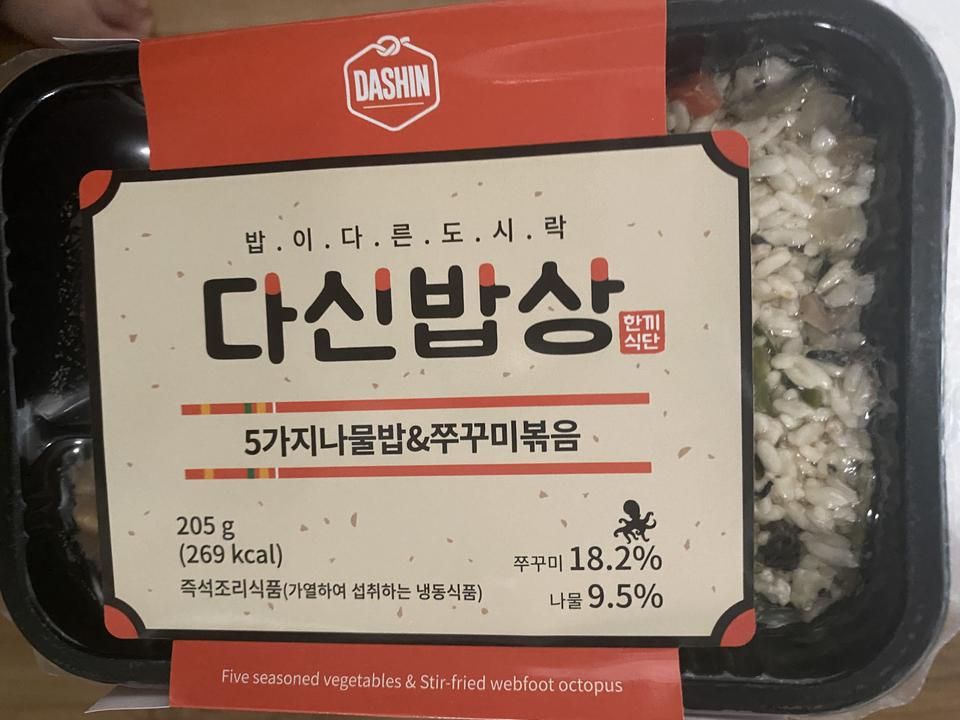 DASHIN
밥.이.다.른.도.시.락
다신밥상
한끼
식단
5가지나물밥&쭈꾸미볶음
205 g
(269 kcal)
즉석조리식품(가열하여 섭취하는 냉동식품)
쭈꾸미 18.2%
나물 9.5%
Five seasoned vegetables & Stir-fried webfoot octopus